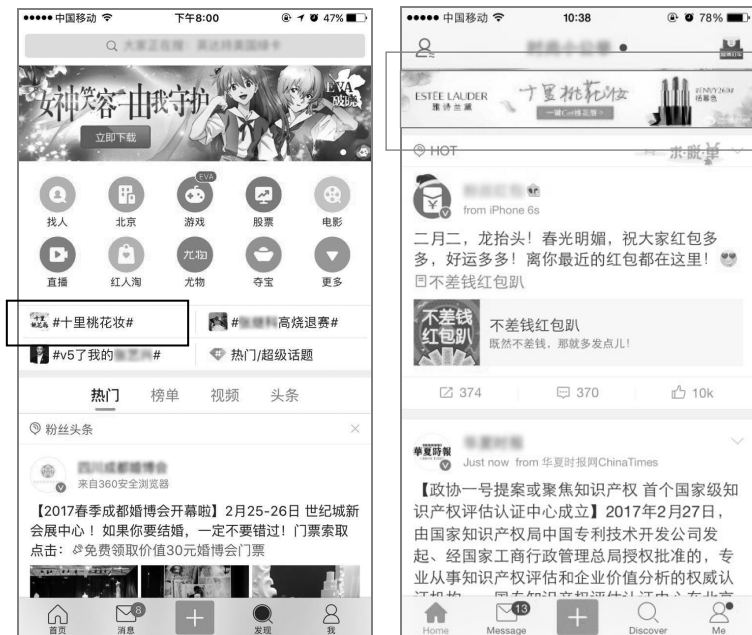 中国移动
下午8:00
47%
女神笑容 由我守护
EVA
破晓
立即下载
EVA
找人
北京
游戏
股票
电影
尤物
直播
红人淘
尤物
夺宝
更多
#十里桃花妆#
高烧退赛#
#v5了我的
#
热门/超级话题
热门
榜单
视频
头条
粉丝头条
来自360安全浏览器
【2017春季成都婚博会开幕啦】2月25-26日 世纪城新
会展中心！如果你要结婚，一定不要错过！门票索取
点击：免费领取价值30元婚博会门票
首页
8
消息
发现
我
中国移动
10:38
78%
ESTĒE LAUDER
雅诗兰黛
十里桃花妆
HOT
from iPhone 6s
二月二，龙抬头！春光明媚，祝大家红包多
多，好运多多！离你最近的红包都在这里！
不差钱红包趴
不差钱
红包趴
不差钱红包趴
既然不差钱，那就多发点儿！
374
370
10k
華夏時報
Just now from 华夏时报网ChinaTimes
【政协一号提案或聚焦知识产权 首个国家级知
识产权评估认证中心成立】2017年2月27日，
由国家知识产权局中国专利技术开发公司发
起、经国家工商行政管理总局授权批准的，专
业从事知识产权评估和企业价值分析的权威认
Home
13
Message
Discover
Me